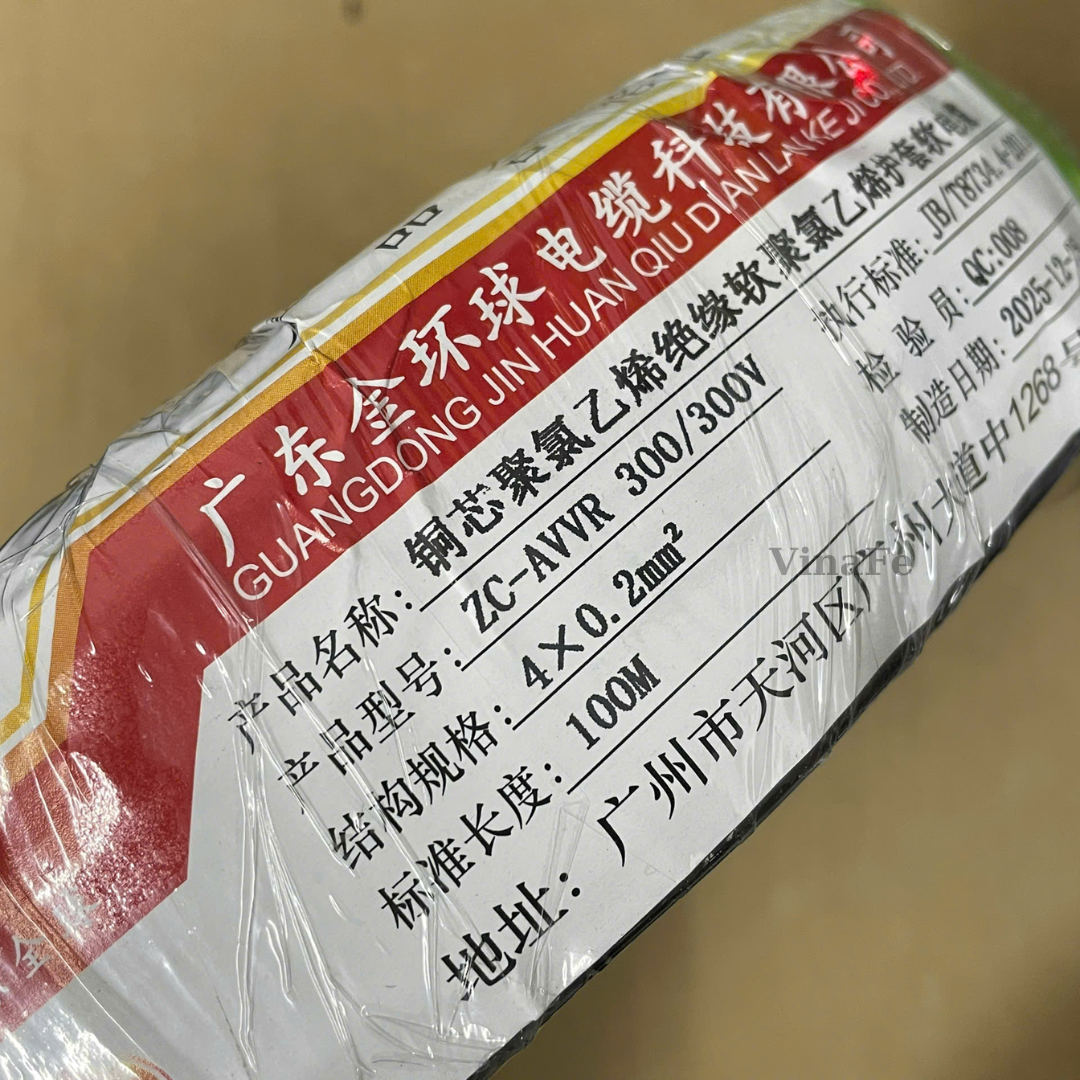 品
广东金环球电缆科技有限公司
GUANGDONG JIN HUAN QIU DIAN LAN KE JI CO.,LTD
产品名称：铜芯聚氯乙烯绝缘软聚氯乙烯护套软电缆
产品型号：ZC-AVVR 300/300V
执行标准：JB/T8734.
结构规格：4×0.2mm²
检 验 员：QC:008
标准长度：100M
制造日期：2025-12-
地址：广州市天河区广州大道中1268号
VinaFe
金